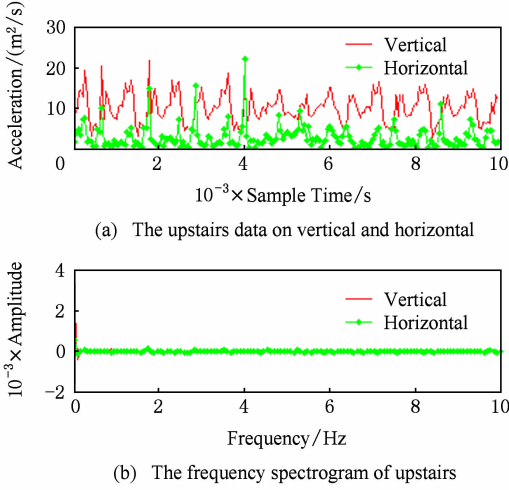 30
20
10
0
Acceleration/(m²/s)
Vertical
Horizontal
0 2 4 6 8 10
10⁻³×Sample Time/s
(a) The upstairs data on vertical and horizontal
4
2
0
−2
10⁻³×Amplitude
Vertical
Horizontal
0 2 4 6 8 10
Frequency/Hz
(b) The frequency spectrogram of upstairs